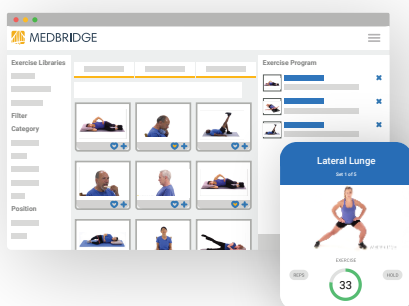 MEDBRIDGE
Exercise Libraries
Filter
Category
Position
Exercise Program
Lateral Lunge
Set 1 of 5
EXERCISE
REPS
33
HOLD